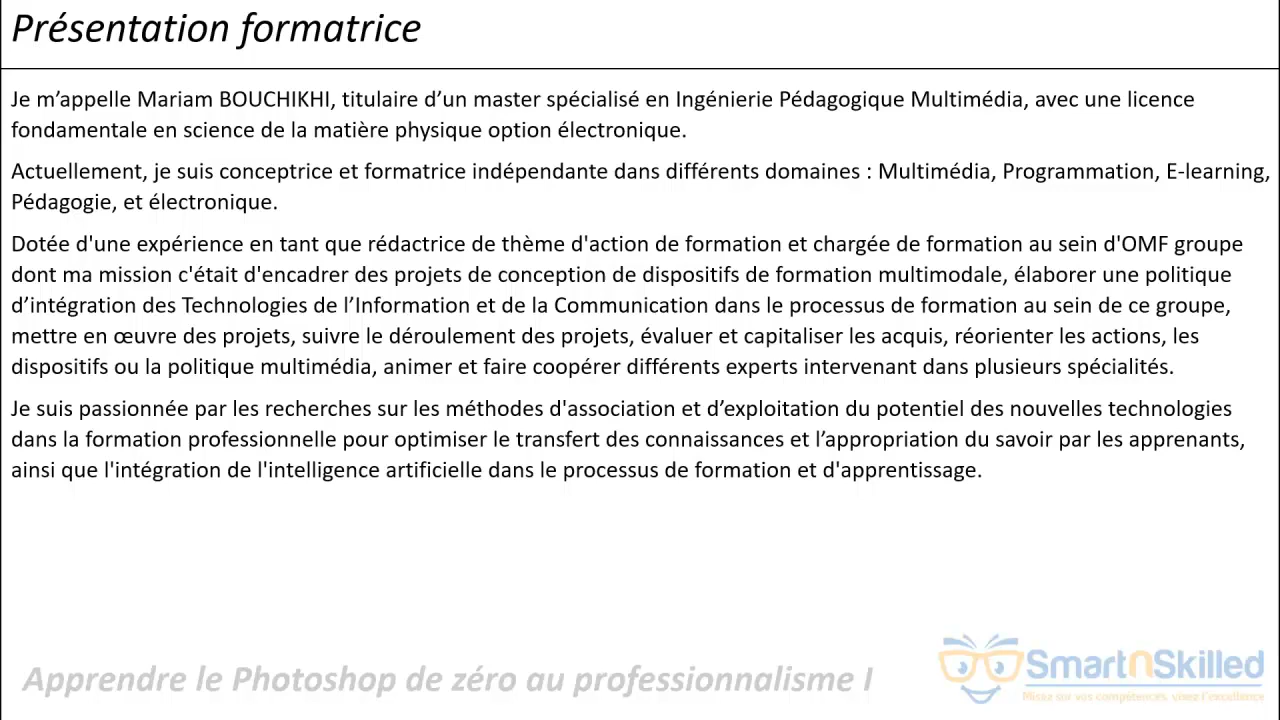 Présentation formatrice
Je m’appelle Mariam BOUCHIKHI, titulaire d’un master spécialisé en Ingénierie Pédagogique Multimédia, avec une licence
fondamentale en science de la matière physique option électronique.
Actuellement, je suis conceptrice et formatrice indépendante dans différents domaines : Multimédia, Programmation, E-learning,
Pédagogie, et électronique.
Dotée d'une expérience en tant que rédactrice de thème d'action de formation et chargée de formation au sein d'OMF groupe
dont ma mission c'était d'encadrer des projets de conception de dispositifs de formation multimodale, élaborer une politique
d’intégration des Technologies de l’Information et de la Communication dans le processus de formation au sein de ce groupe,
mettre en œuvre des projets, suivre le déroulement des projets, évaluer et capitaliser les acquis, réorienter les actions, les
dispositifs ou la politique multimédia, animer et faire coopérer différents experts intervenant dans plusieurs spécialités.
Je suis passionnée par les recherches sur les méthodes d'association et d’exploitation du potentiel des nouvelles technologies
dans la formation professionnelle pour optimiser le transfert des connaissances et l’appropriation du savoir par les apprenants,
ainsi que l'intégration de l'intelligence artificielle dans le processus de formation et d'apprentissage.
Apprendre le Photoshop de zéro au professionnalisme I
SmartnSkilled
Misez sur vos compétences, visez l'excellence